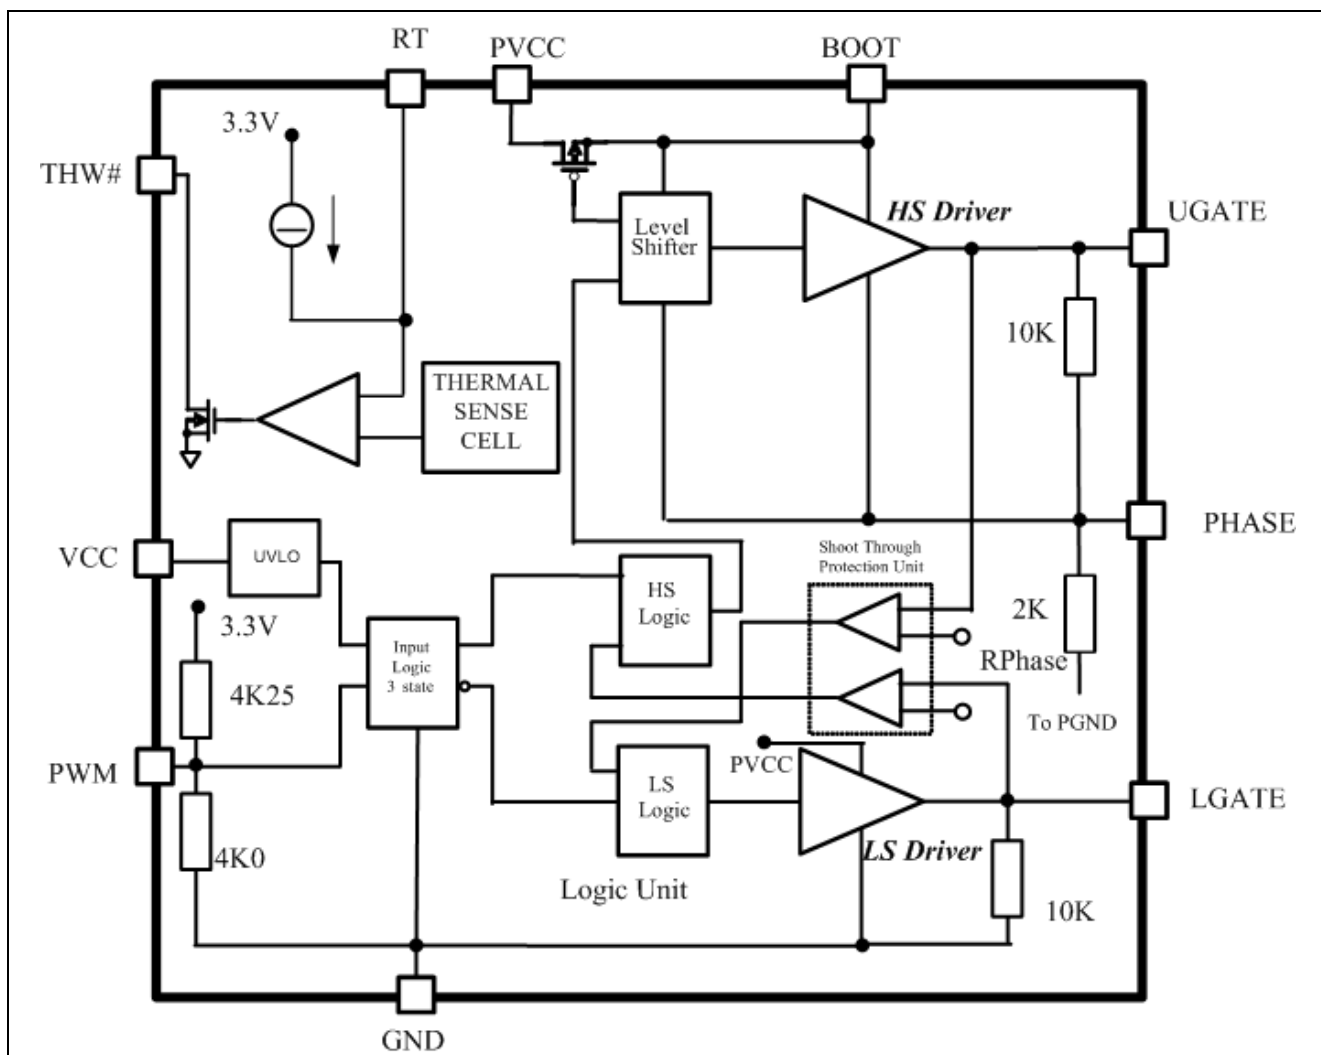 RT
PVCC
BOOT
3.3V
THW#
HS Driver
UGATE
Level
Shifter
10K
THERMAL
SENSE
CELL
VCC
UVLO
PHASE
Shoot Through
Protection Unit
HS
Logic
3.3V
2K
Input
Logic
3 state
RPhase
4K25
To PGND
PWM
PVCC
LS
Logic
LGATE
4K0
LS Driver
Logic Unit
10K
GND